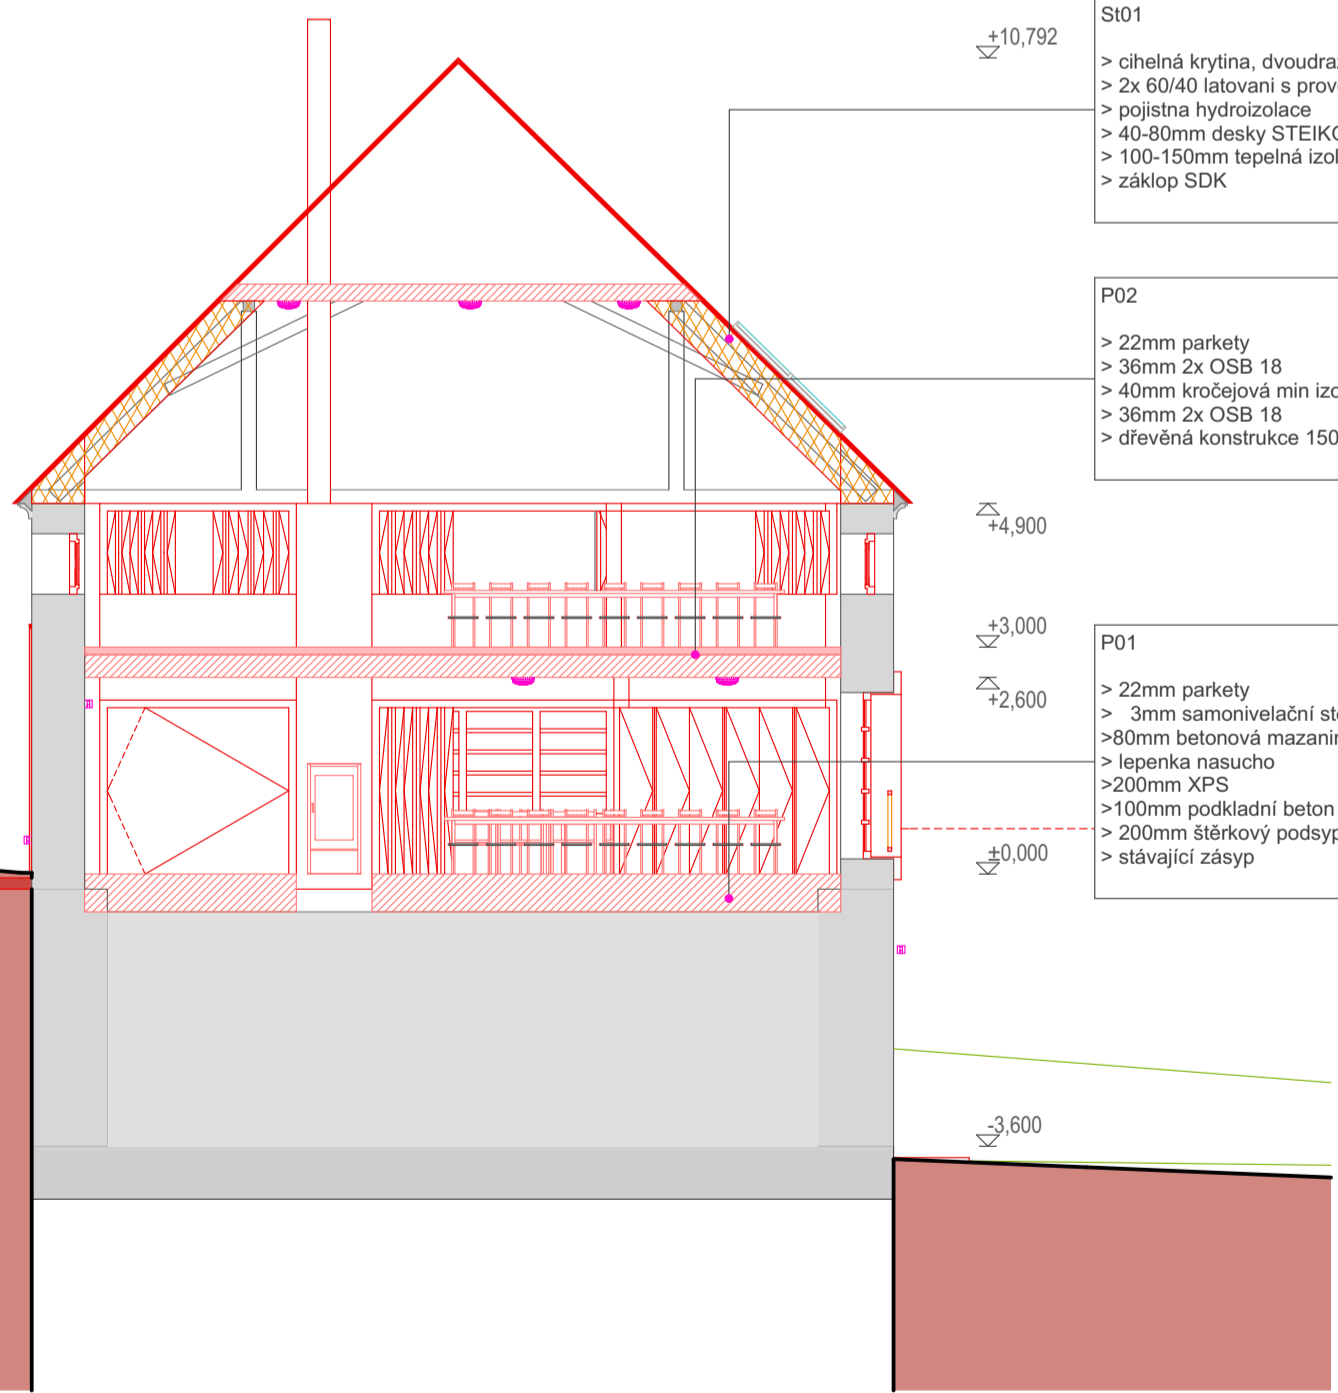 St01
+10,792
> cihelná krytina, dvoudra
> 2x 60/40 latovani s prov
> pojistna hydroizolace
> 40-80mm desky STEIKO
> 100-150mm tepelná izol
> záklop SDK
P02
> 22mm parkety
> 36mm 2x OSB 18
> 40mm kročejová min izo
> 36mm 2x OSB 18
> dřevěná konstrukce 150
+4,900
+3,000
P01
> 22mm parkety
+2,600
>   3mm samonivelační stě
>80mm betonová mazanin
> lepenka nasucho
>200mm XPS
>100mm podkladní beton
> 200mm štěrkový podsyp
±0,000
> stávající zásyp
-3,600